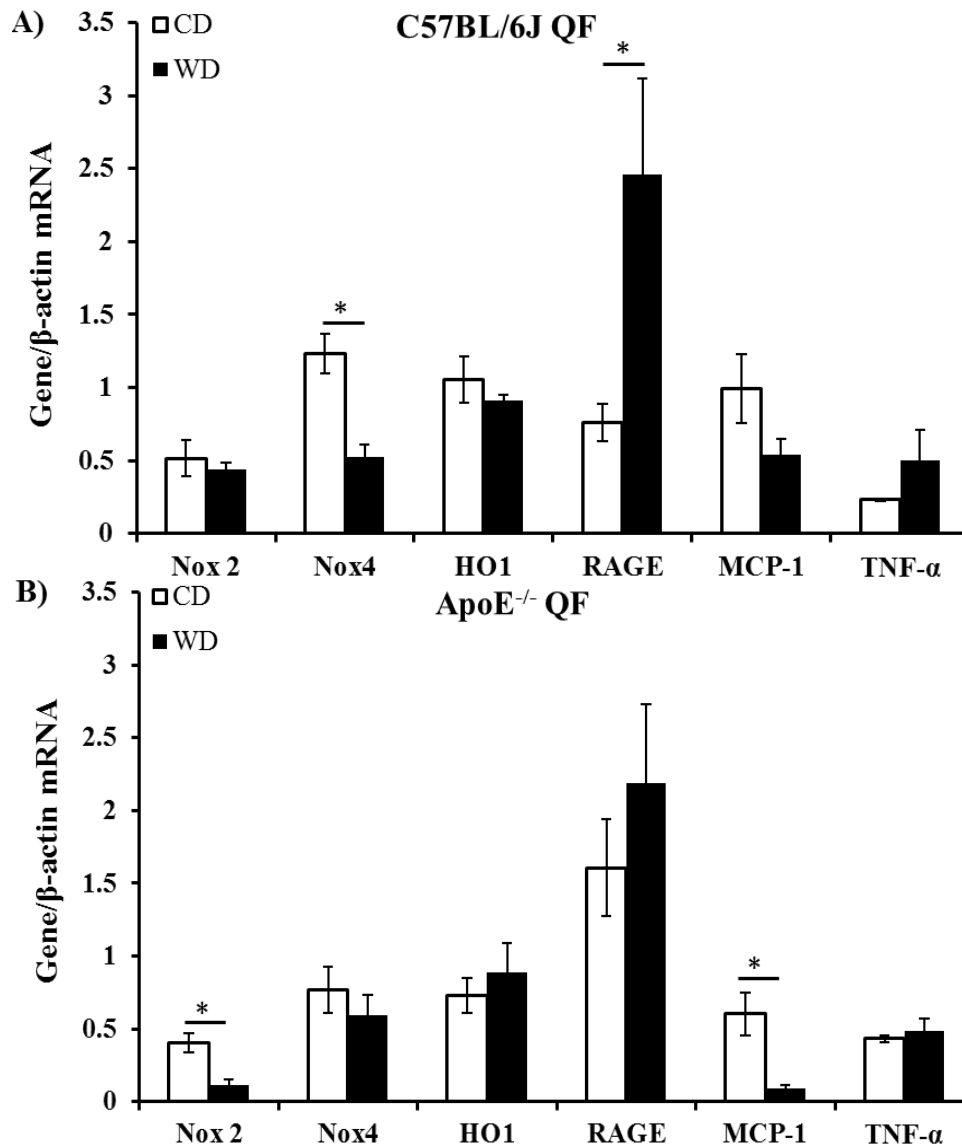 A)
C57BL/6J QF
CD
WD
Gene/β-actin mRNA
3.5
3
2.5
2
1.5
1
0.5
0
*
*
Nox 2 Nox4 HO1 RAGE MCP-1 TNF-α
B)
ApoE⁻/⁻ QF
CD
WD
Gene/β-actin mRNA
3.5
3
2.5
2
1.5
1
0.5
0
*
*
Nox 2 Nox4 HO1 RAGE MCP-1 TNF-α